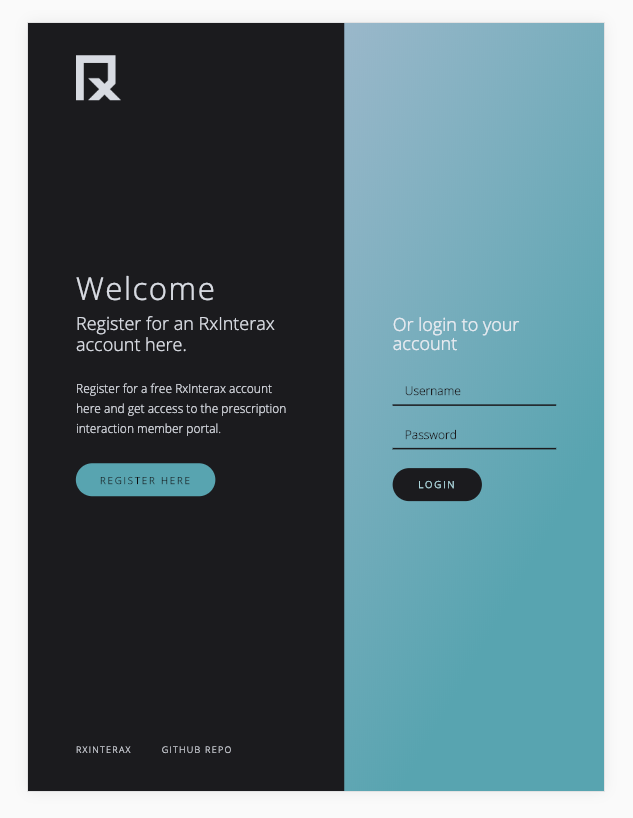 Rx
Welcome
Register for an RxInterax
account here.
Register for a free RxInterax account
here and get access to the prescription
interaction member portal.
REGISTER HERE
RXINTERAX
GITHUB REPO
Or login to your
account
Username
Password
LOGIN